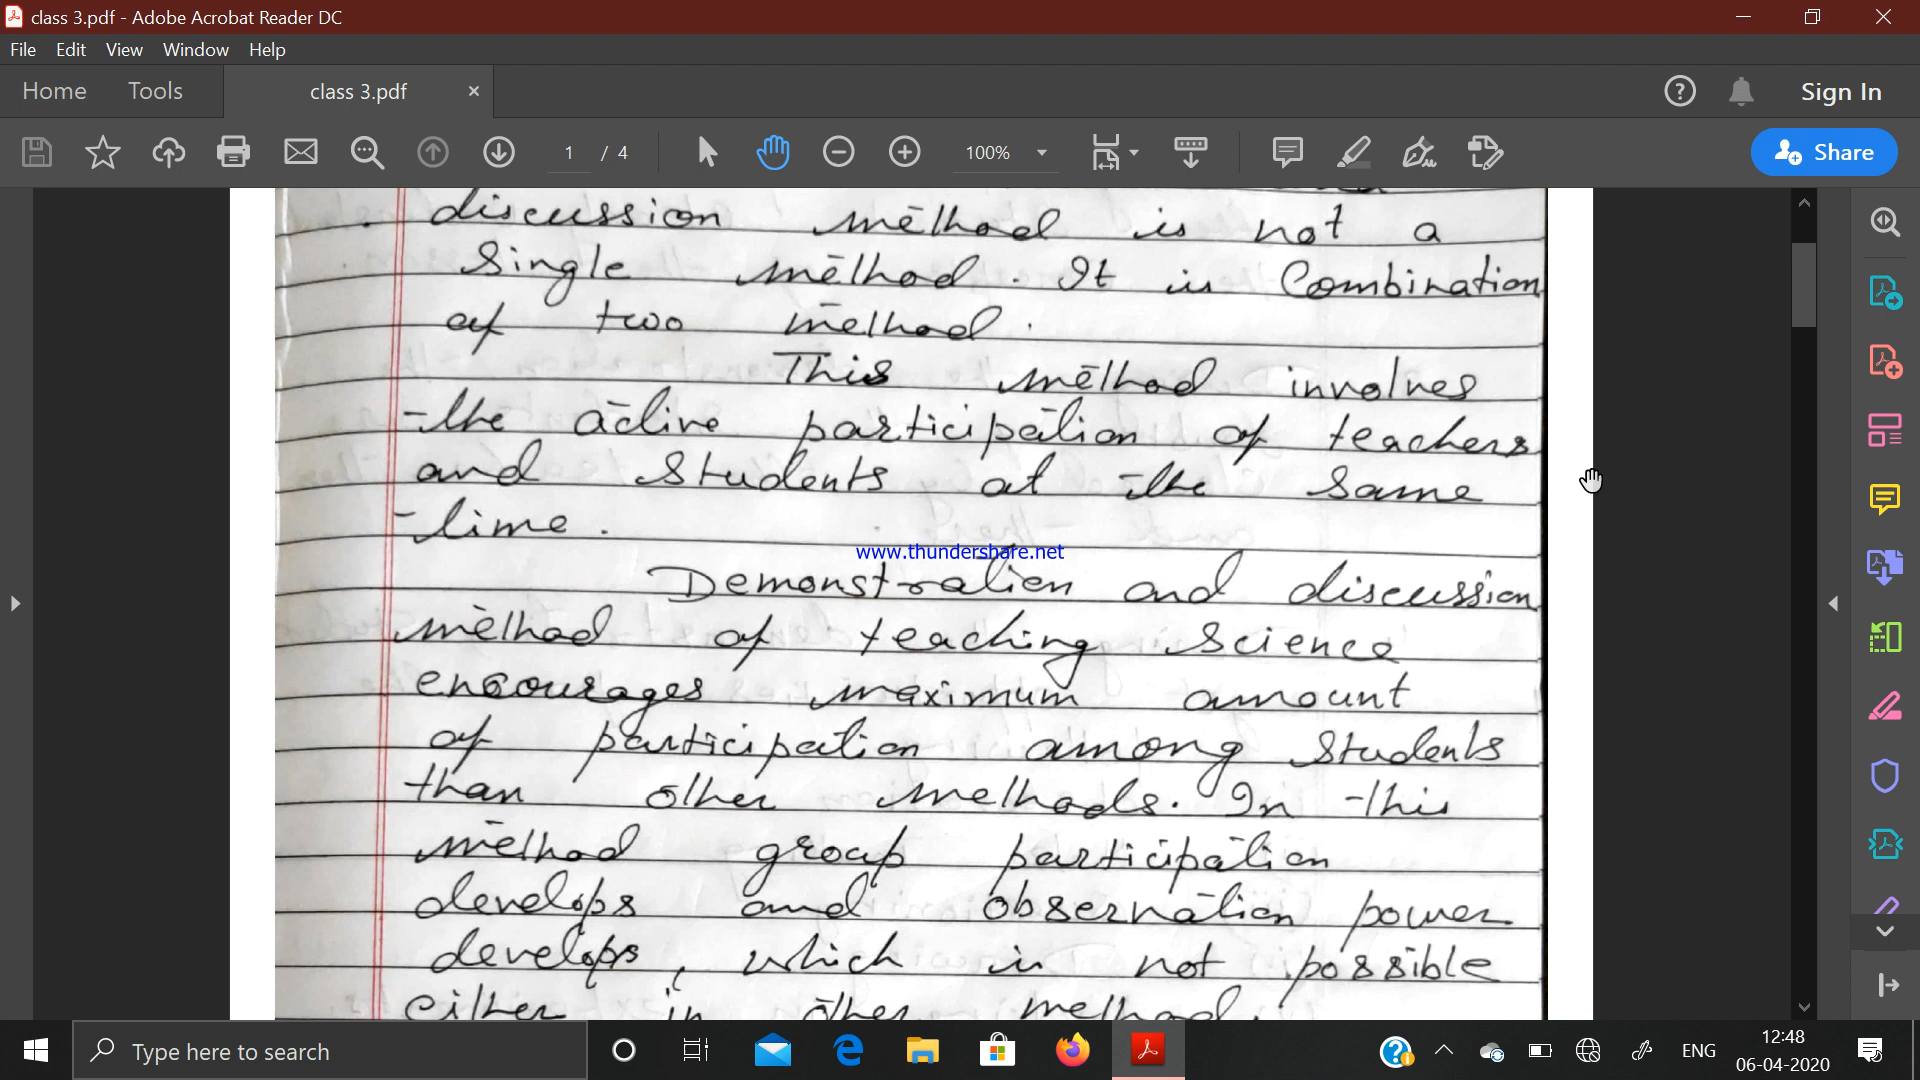 class 3.pdf - Adobe Acrobat Reader DC
File Edit View Window Help
Home Tools class 3.pdf × Sign In
1 / 4 100% Share
discussion method is not a
Single method. It is Combination
of two method.
This method involves
the active participation of teachers
and Students at the Same
time.
www.thundershare.net
Demonstration and discussion
method of teaching Science
encourages maximum amount
of participation among Students
than other methods. In this
method group participation
develops and observation power
develops, which is not possible
either in other method.
Type here to search
ENG 12:48
06-04-2020